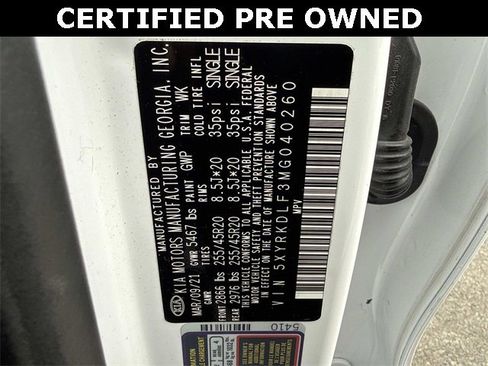 CERTIFIED PRE OWNED
KIA
MANUFACTURED BY
KIA MOTORS MANUFACTURING GEORGIA, INC.
MAR/09/21 GVWR 5467 lbs PAINT GWP TRIM WK
GAWR TIRES RIMS COLD TIRE INFL
FRONT 2866 lbs 255/45R20 8.5J*20 35psi SINGLE
REAR 2976 lbs 255/45R20 8.5J*20 35psi SINGLE
THIS VEHICLE CONFORMS TO ALL APPLICABLE U.S.A. FEDERAL
MOTOR VEHICLE SAFETY AND THEFT PREVENTION STANDARDS
IN EFFECT ON THE DATE OF MANUFACTURE SHOWN ABOVE
VIN 5XYRKDLF3MG040260
MPV
5410